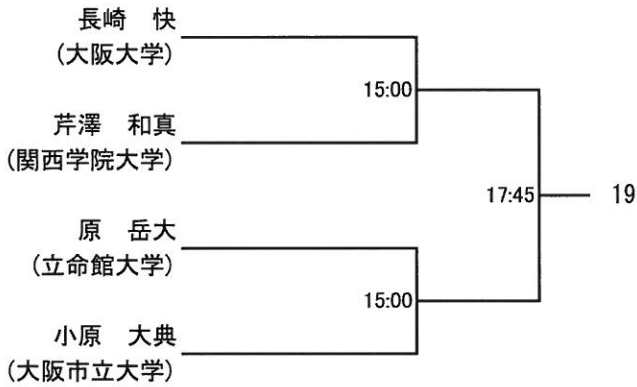 長崎　快
(大阪大学)
15:00
芹澤　和真
(関西学院大学)
17:45
19
原　岳大
(立命館大学)
15:00
小原　大典
(大阪市立大学)